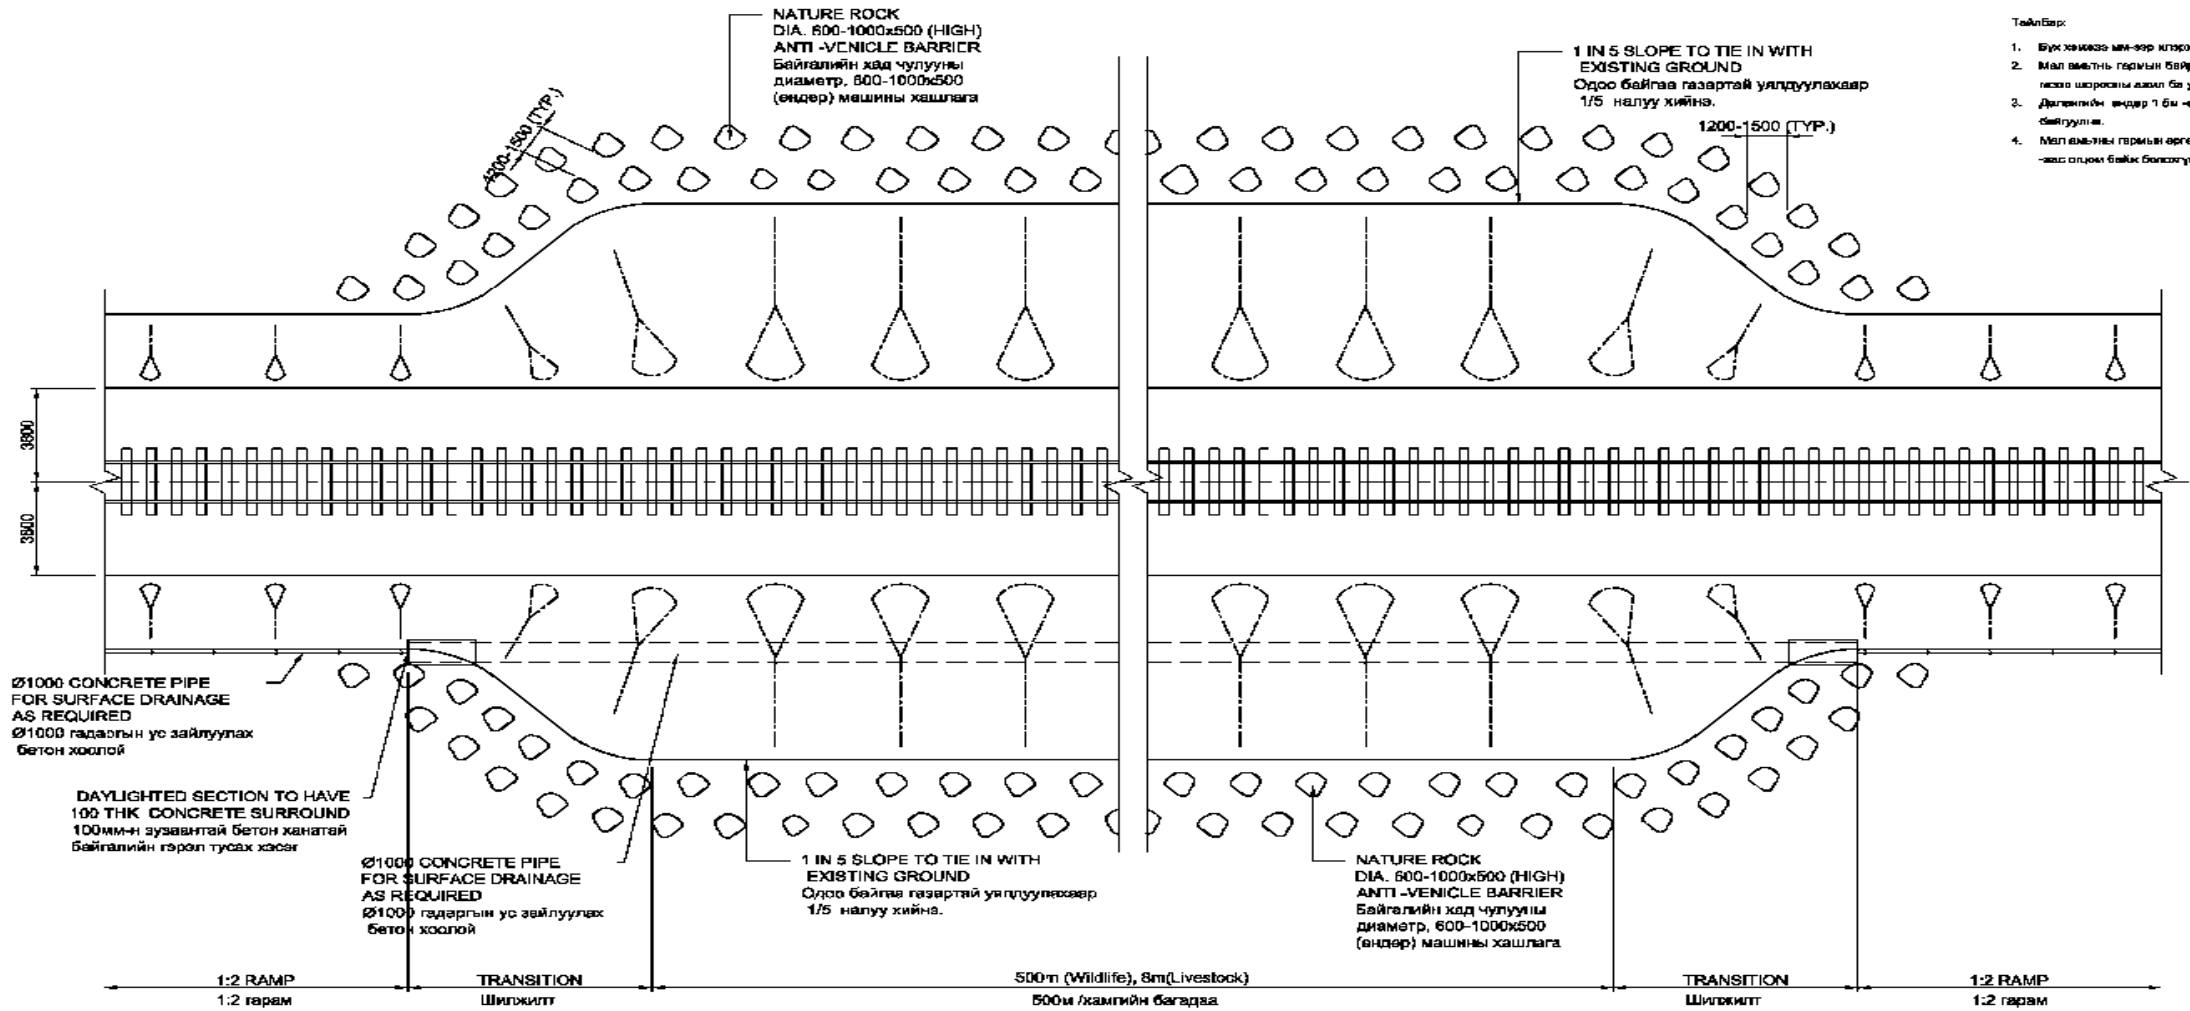 NATURE ROCK
DIA. 600-1000x500 (HIGH)
ANTI -VENICLE BARRIER
Байгалийн хад чулууны
диаметр, 600-1000x500
(өндөр) машины хашлага
1 IN 5 SLOPE TO TIE IN WITH
EXISTING GROUND
Одоо байгаа газартай уялдуулахаар
1/5 налуу хийнэ.
Тайлбар:
1.
2.
3.
4.
1200-1500 (TYP.)
1200-1500 (TYP.)
3800
3800
Ø1000 CONCRETE PIPE
FOR SURFACE DRAINAGE
AS REQUIRED
Ø1000 гадаргын ус зайлуулах
бетон хоолой
DAYLIGHTED SECTION TO HAVE
100 THK CONCRETE SURROUND
100мм-н зузаантай бетон ханатай
байгалийн гэрэл тусах хэсэг
Ø1000 CONCRETE PIPE
FOR SURFACE DRAINAGE
AS REQUIRED
Ø1000 гадаргын ус зайлуулах
бетон хоолой
1 IN 5 SLOPE TO TIE IN WITH
EXISTING GROUND
Одоо байгаа газартай уялдуулахаар
1/5 налуу хийнэ.
NATURE ROCK
DIA. 600-1000x500 (HIGH)
ANTI -VENICLE BARRIER
Байгалийн хад чулууны
диаметр, 600-1000x500
(өндөр) машины хашлага
1:2 RAMP
1:2 гарам
TRANSITION
Шилжилт
500m (Wildlife), 8m(Livestock)
500м /хамгийн багадаа
TRANSITION
Шилжилт
1:2 RAMP
1:2 гарам